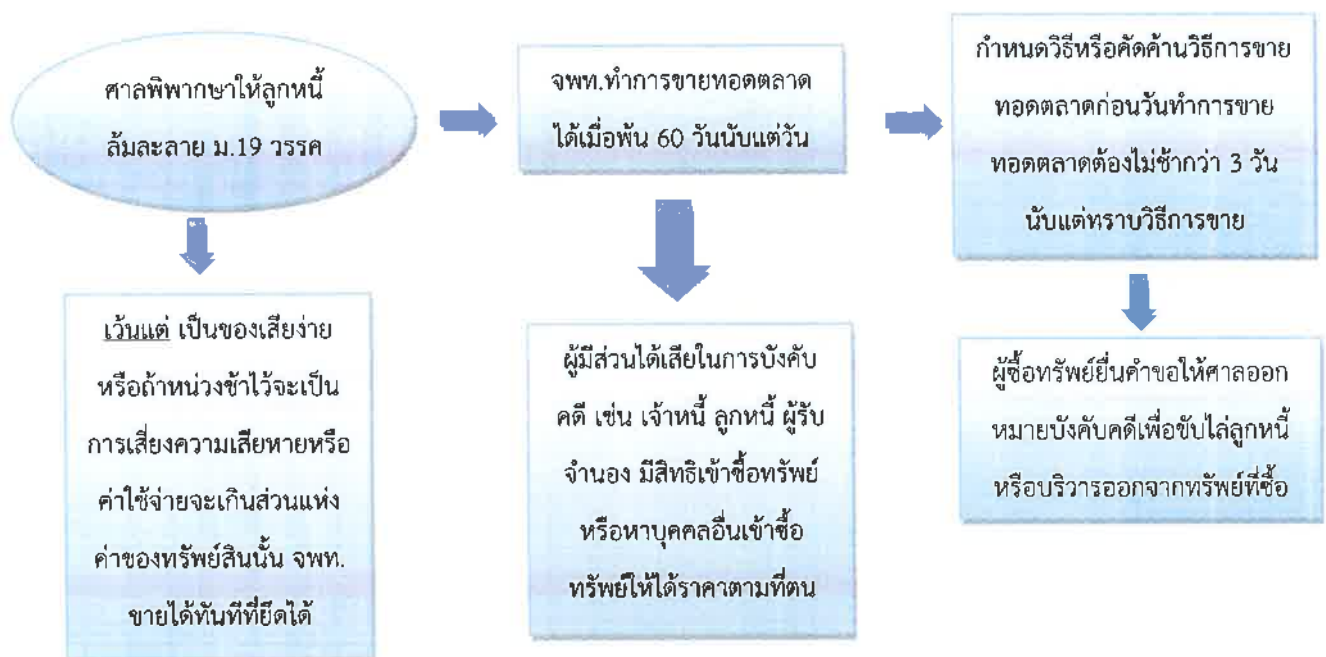 ศาลพิพากษาให้ลูกหนี้
ล้มละลาย ม.19 วรรค
จพท.ทำการขายทอดตลาด
ได้เมื่อพ้น 60 วันนับแต่วัน
กำหนดวิธีหรือคัดค้านวิธีการขาย
ทอดตลาดก่อนวันทำการขาย
ทอดตลาดต้องไม่ช้ากว่า 3 วัน
นับแต่ทราบวิธีการขาย
เว้นแต่ เป็นของเสียง่าย
หรือถ้าหน่วงช้าไว้จะเป็น
การเสี่ยงความเสียหายหรือ
ค่าใช้จ่ายจะเกินส่วนแห่ง
ค่าของทรัพย์สินนั้น จพท.
ขายได้ทันทีที่ยึดได้
ผู้มีส่วนได้เสียในการบังคับ
คดี เช่น เจ้าหนี้ ลูกหนี้ ผู้รับ
จำนอง มีสิทธิเข้าซื้อทรัพย์
หรือหาบุคคลอื่นเข้าซื้อ
ทรัพย์ให้ได้ราคาตามที่ตน
ผู้ซื้อทรัพย์ยื่นคำขอให้ศาลออก
หมายบังคับคดีเพื่อขับไล่ลูกหนี้
หรือบริวารออกจากทรัพย์ที่ซื้อ